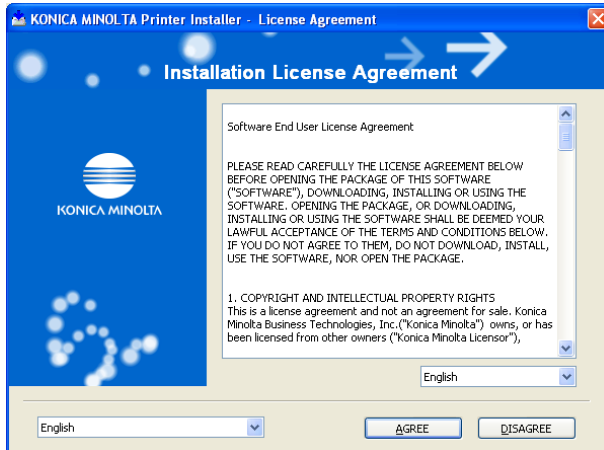 KONICA MINOLTA Printer Installer - License Agreement
Installation License Agreement
KONICA MINOLTA
Software End User License Agreement
PLEASE READ CAREFULLY THE LICENSE AGREEMENT BELOW
BEFORE OPENING THE PACKAGE OF THIS SOFTWARE
("SOFTWARE"), DOWNLOADING, INSTALLING OR USING THE
SOFTWARE. OPENING THE PACKAGE, OR DOWNLOADING,
INSTALLING OR USING THE SOFTWARE SHALL BE DEEMED YOUR
LAWFUL ACCEPTANCE OF THE TERMS AND CONDITIONS BELOW.
IF YOU DO NOT AGREE TO THEM, DO NOT DOWNLOAD, INSTALL,
USE THE SOFTWARE, NOR OPEN THE PACKAGE.
1. COPYRIGHT AND INTELLECTUAL PROPERTY RIGHTS
This is a license agreement and not an agreement for sale. Konica
Minolta Business Technologies, Inc.("Konica Minolta") owns, or has
been licensed from other owners ("Konica Minolta Licensor"),
English
English
AGREE
DISAGREE